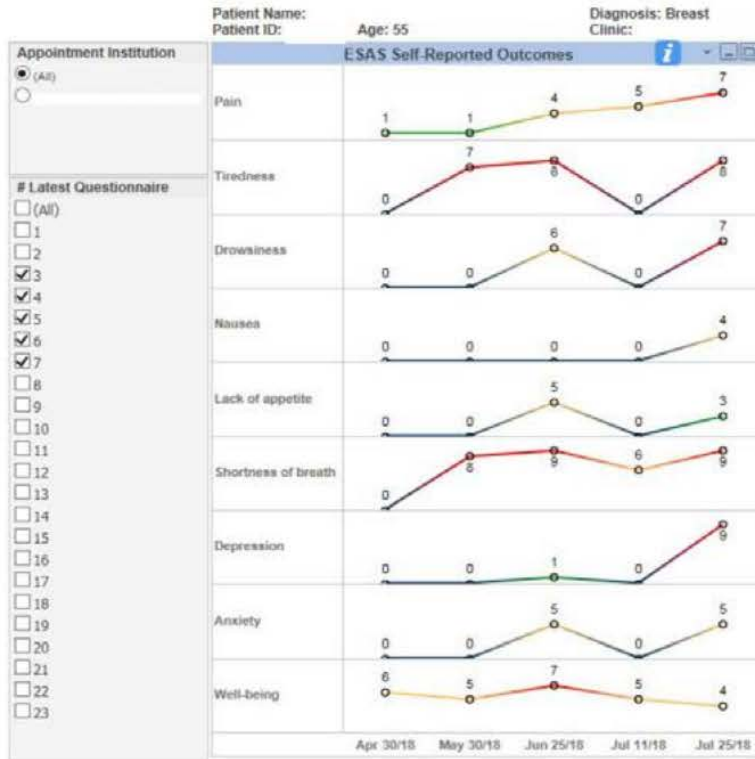 Patient Name:
Diagnosis: Breast
Patient ID:
Age: 55
Clinic:
Appointment Institution
(All)
# Latest Questionnaire
(All)
1
2
3
4
5
6
7
8
9
10
11
12
13
14
15
16
17
18
19
20
21
22
23
ESAS Self-Reported Outcomes i
Pain 1 1 4 5 7
Tiredness 0 7 8 0 8
Drowsiness 0 0 6 0 7
Nausea 0 0 0 0 4
Lack of appetite 0 0 5 0 3
Shortness of breath 0 8 9 6 9
Depression 0 0 1 0 9
Anxiety 0 0 5 0 5
Well-being 6 5 7 5 4
Apr 30/18 May 30/18 Jun 25/18 Jul 11/18 Jul 25/18